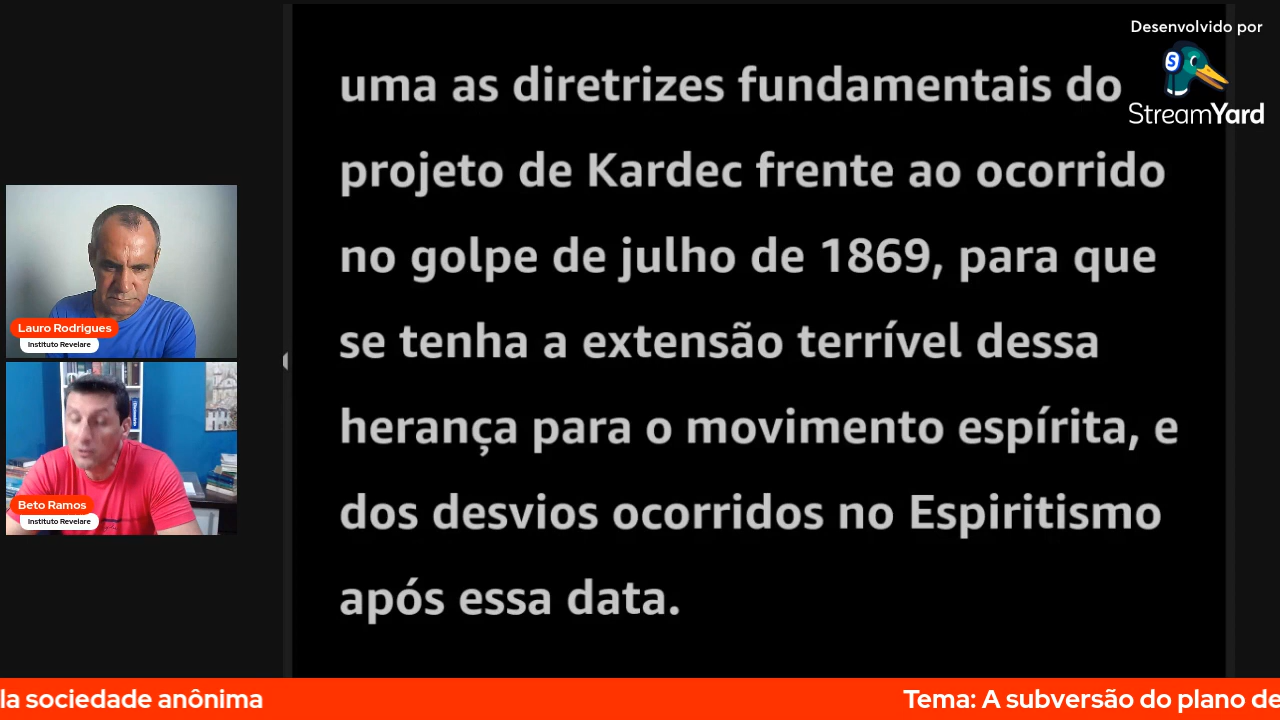 Desenvolvido por
StreamYard
uma as diretrizes fundamentais do
projeto de Kardec frente ao ocorrido
no golpe de julho de 1869, para que
se tenha a extensão terrível dessa
herança para o movimento espírita, e
dos desvios ocorridos no Espiritismo
após essa data.
Lauro Rodrigues
Instituto Revelare
Beto Ramos
Instituto Revelare
la sociedade anônima
Tema: A subversão do plano de